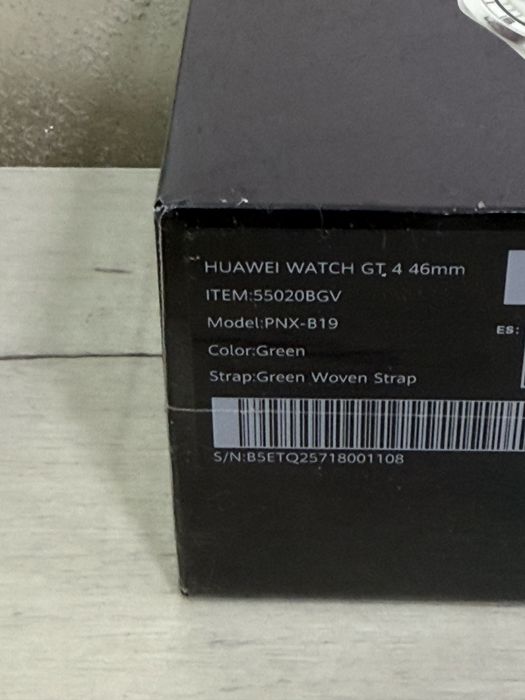 HUAWEI WATCH GT 4 46mm
ITEM:55020BGV
Model:PNX-B19
ES:
Color:Green
Strap:Green Woven Strap
S/N:B5ETQ25718001108